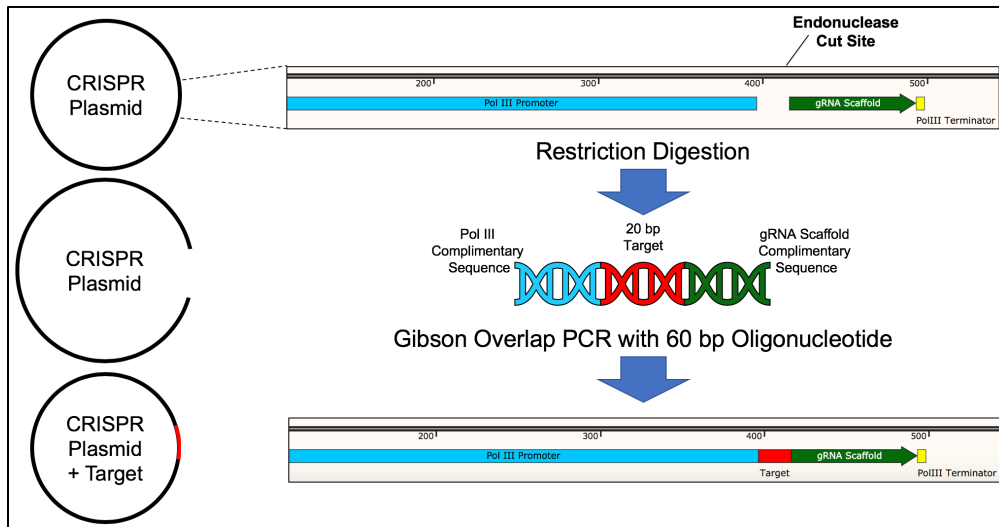 Endonuclease
Cut Site
CRISPR
Plasmid
200
300
400
500
Pol III Promoter
gRNA Scaffold
PolIII Terminator
Restriction Digestion
CRISPR
Plasmid
Pol III
Complimentary
Sequence
20 bp
Target
gRNA Scaffold
Complimentary
Sequence
Gibson Overlap PCR with 60 bp Oligonucleotide
CRISPR
Plasmid
+ Target
200
300
400
500
Pol III Promoter
gRNA Scaffold
Target
PolIII Terminator